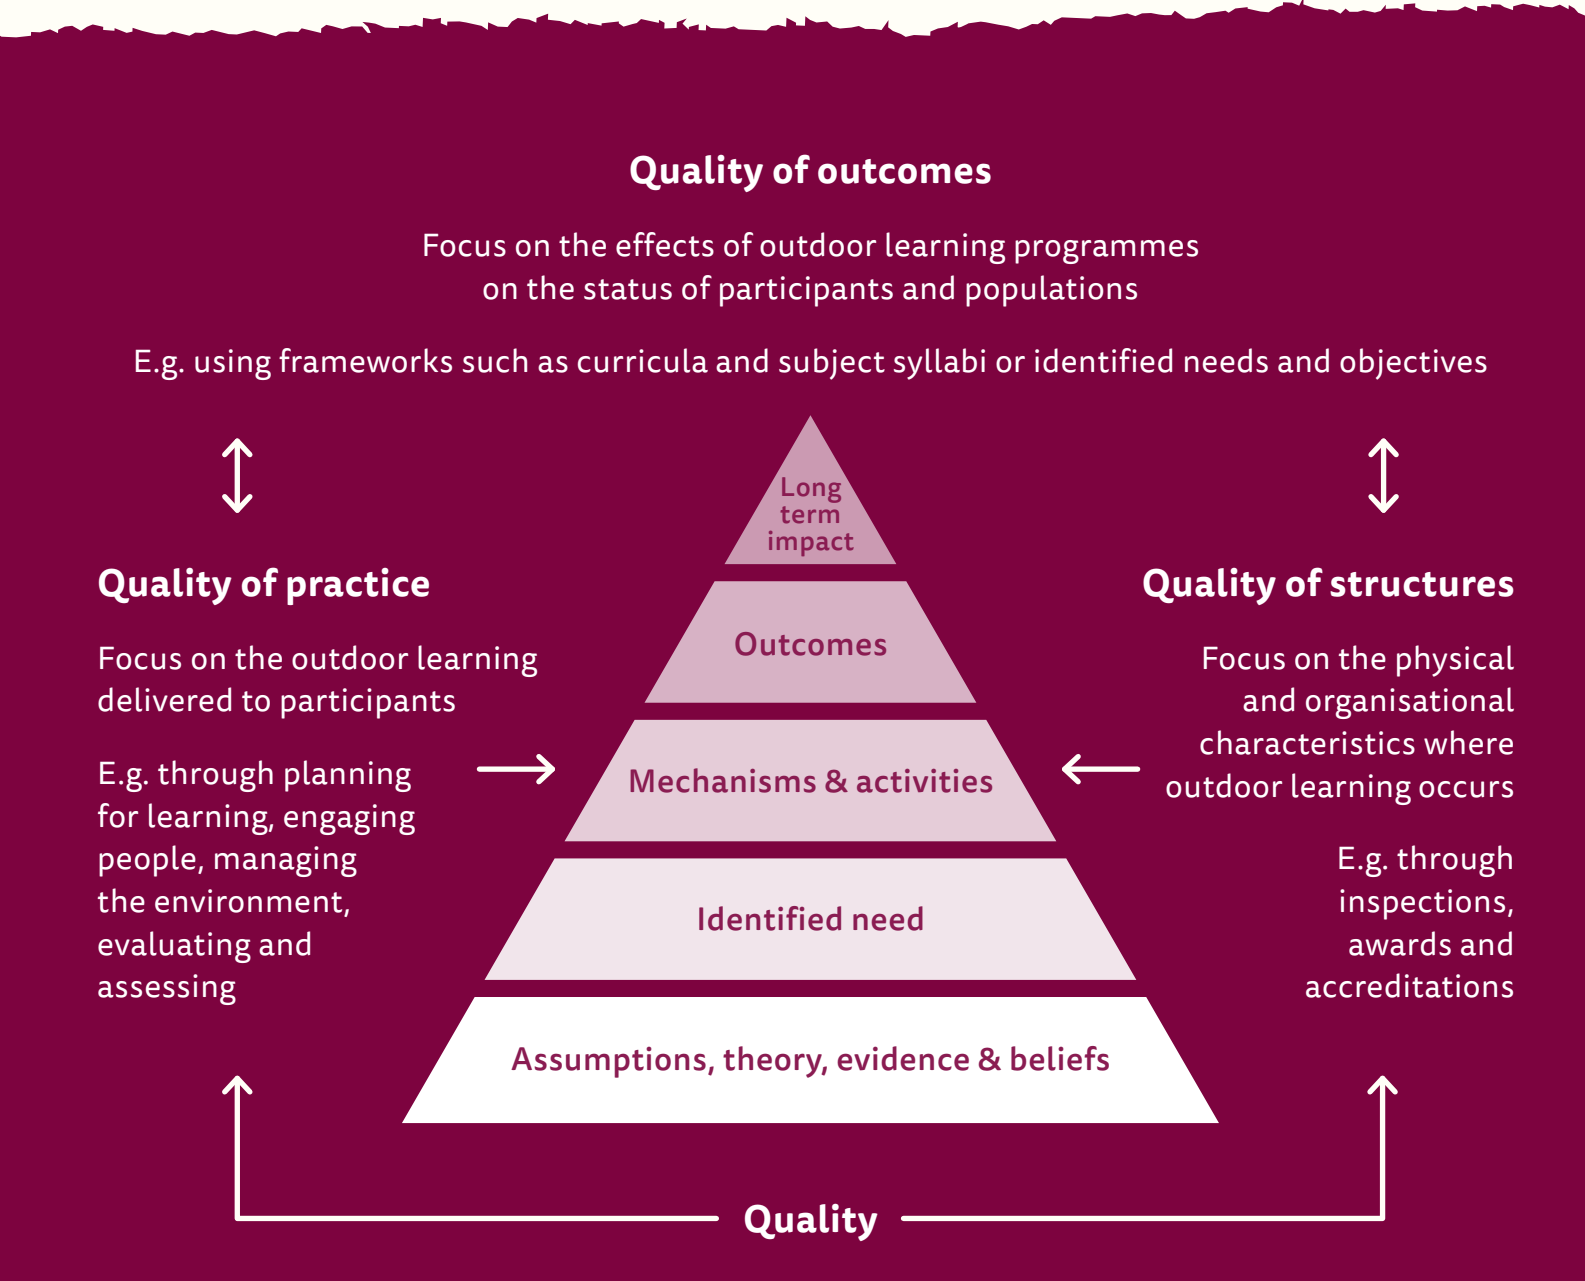 Quality of outcomes
Focus on the effects of outdoor learning programmes
on the status of participants and populations
E.g. using frameworks such as curricula and subject syllabi or identified needs and objectives
Quality of practice
Focus on the outdoor learning
delivered to participants
E.g. through planning
for learning, engaging
people, managing
the environment,
evaluating and
assessing
Long
term
impact
Outcomes
Mechanisms & activities
Identified need
Assumptions, theory, evidence & beliefs
Quality of structures
Focus on the physical
and organisational
characteristics where
outdoor learning occurs
E.g. through
inspections,
awards and
accreditations
Quality